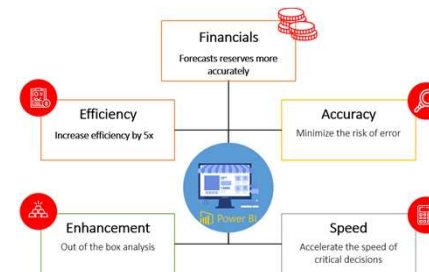 Financials
Forecasts reserves more
accurately
Efficiency
Increase efficiency by 5x
Accuracy
Minimize the risk of error
Power BI
Enhancement
Out of the box analysis
Speed
Accelerate the speed of
critical decisions